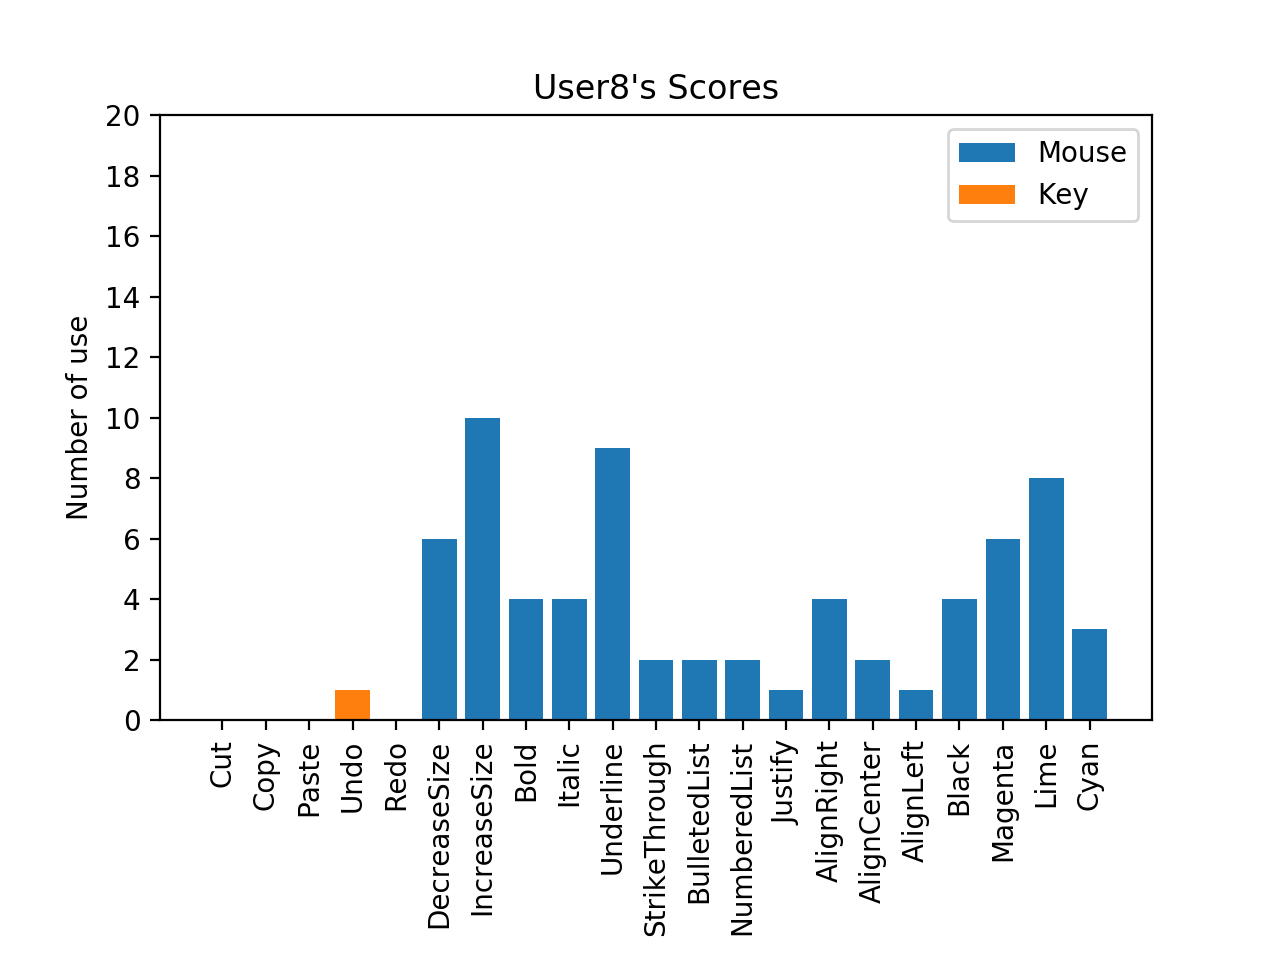 User8's Scores
20
18
16
14
12
10
8
6
4
2
0
Number of use
Mouse
Key
Cut
Copy
Paste
Undo
Redo
DecreaseSize
IncreaseSize
Bold
Italic
Underline
StrikeThrough
BulletedList
NumberedList
Justify
AlignRight
AlignCenter
AlignLeft
Black
Magenta
Lime
Cyan